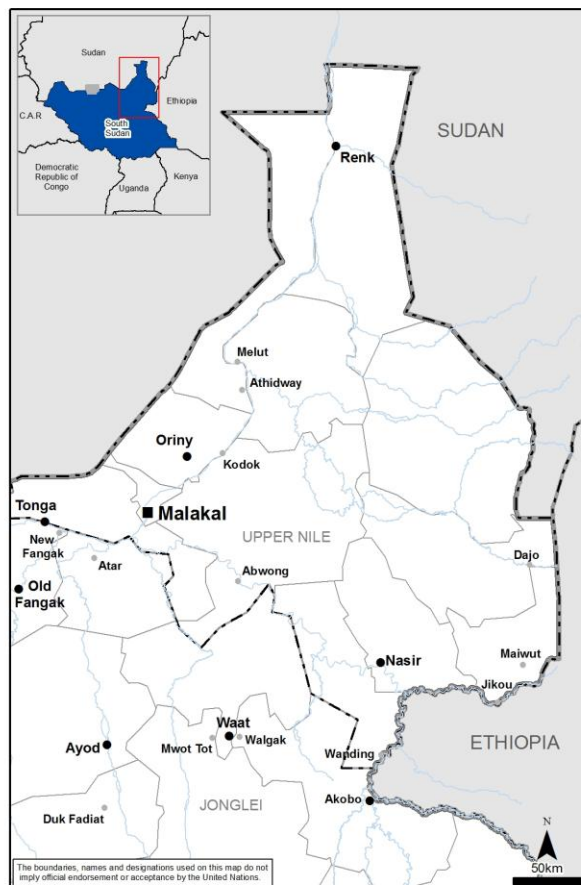 Sudan
C.A.R
Ethiopia
South
Sudan
Democratic
Republic of
Congo
Uganda
Kenya
SUDAN
Renk
Melut
Athidway
Oriny
Kodok
Malakal
Tonga
New
Fangak
UPPER NILE
Atar
Abwong
Dajo
Old
Fangak
Nasir
Maiwut
Jikou
Waat
Ayod
Mwot Tot
Walgak
Wanding
ETHIOPIA
JONGLEI
Akobo
Duk Fadiat
N
50km
The boundaries, names and designations used on this map do not
imply official endorsement or acceptance by the United Nations.